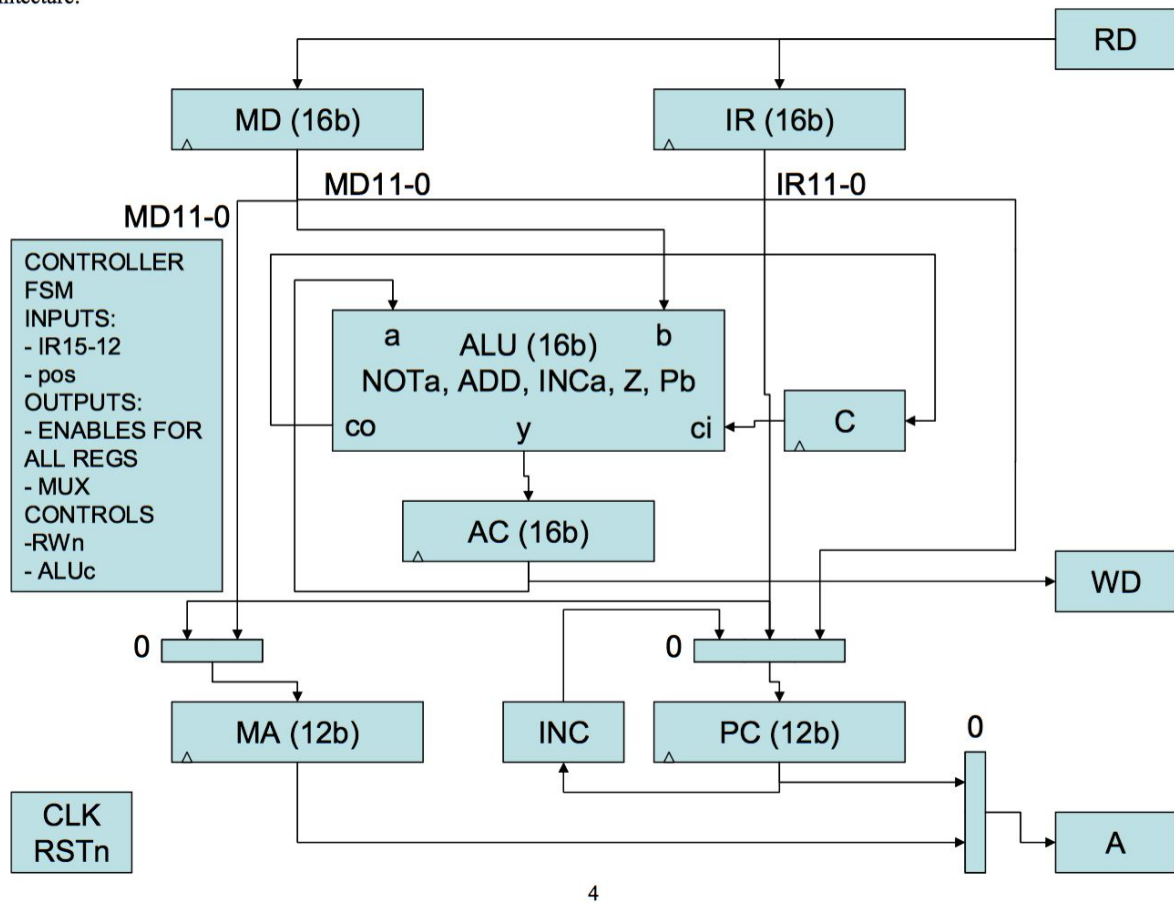 RD
MD (16b)
IR (16b)
MD11-0
IR11-0
MD11-0
CONTROLLER
FSM
INPUTS:
- IR15-12
- pos
OUTPUTS:
- ENABLES FOR
ALL REGS
- MUX
CONTROLS
-RWn
- ALUc
a
b
ALU (16b)
NOTa, ADD, INCa, Z, Pb
co
y
ci
C
AC (16b)
WD
0
0
MA (12b)
INC
PC (12b)
0
CLK
RSTn
A
4